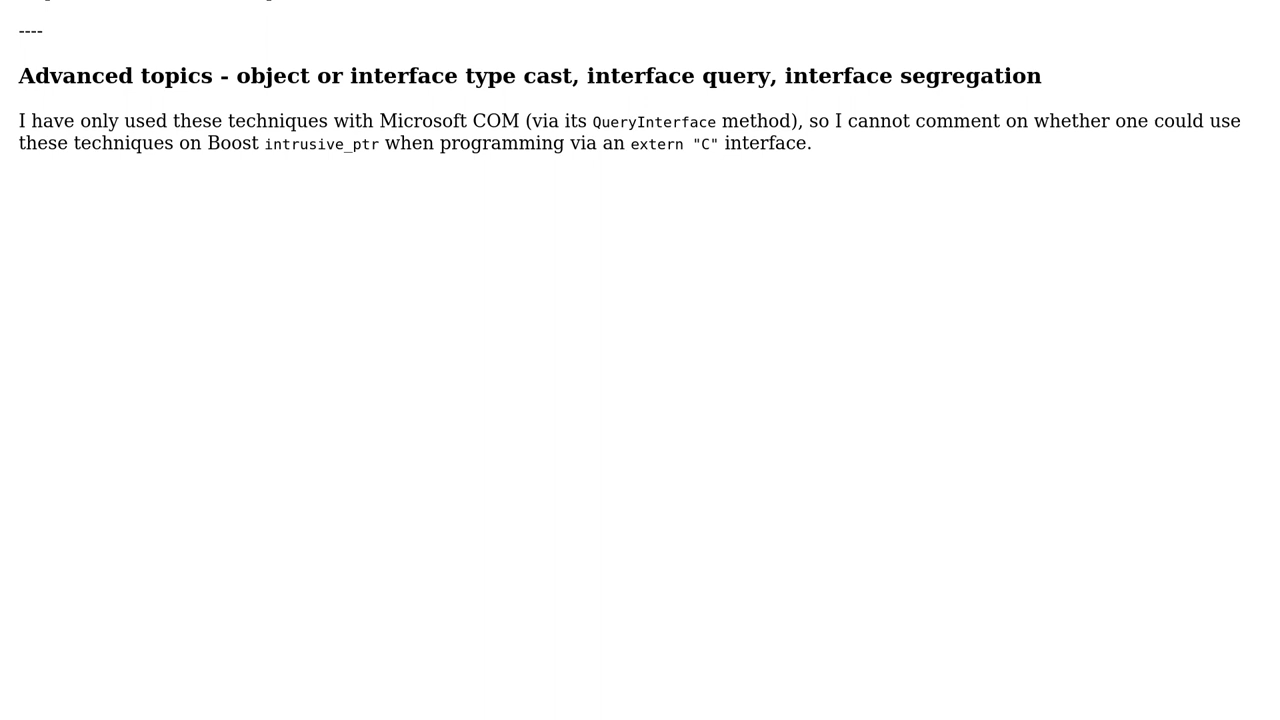 ----
Advanced topics - object or interface type cast, interface query, interface segregation
I have only used these techniques with Microsoft COM (via its QueryInterface method), so I cannot comment on whether one could use
these techniques on Boost intrusive_ptr when programming via an extern "C" interface.